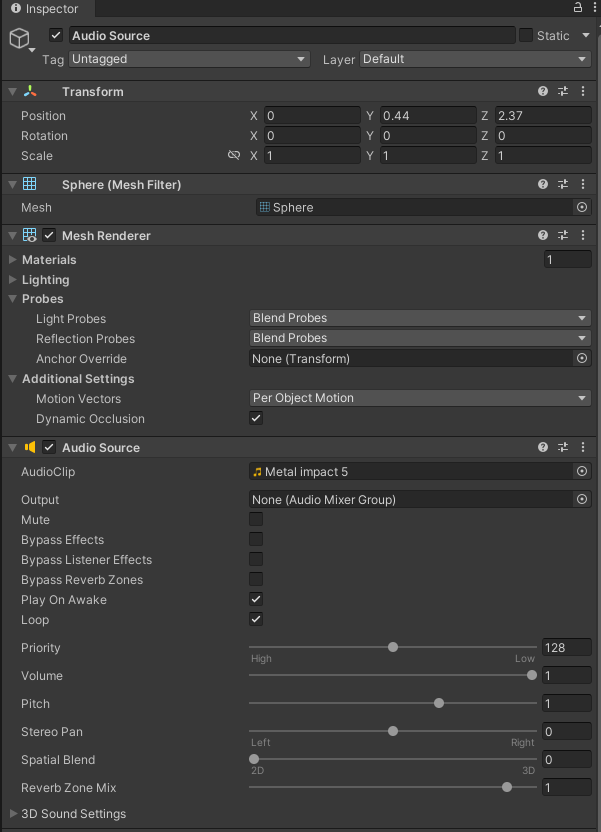 Inspector
Audio Source Static
Tag Untagged Layer Default
Transform
Position X 0 Y 0.44 Z 2.37
Rotation X 0 Y 0 Z 0
Scale X 1 Y 1 Z 1
Sphere (Mesh Filter)
Mesh Sphere
Mesh Renderer
Materials 1
Lighting
Probes
Light Probes Blend Probes
Reflection Probes Blend Probes
Anchor Override None (Transform)
Additional Settings
Motion Vectors Per Object Motion
Dynamic Occlusion
Audio Source
AudioClip Metal impact 5
Output None (Audio Mixer Group)
Mute
Bypass Effects
Bypass Listener Effects
Bypass Reverb Zones
Play On Awake
Loop
Priority 128
High Low
Volume 1
Pitch 1
Stereo Pan 0
Left Right
Spatial Blend 0
2D 3D
Reverb Zone Mix 1
3D Sound Settings